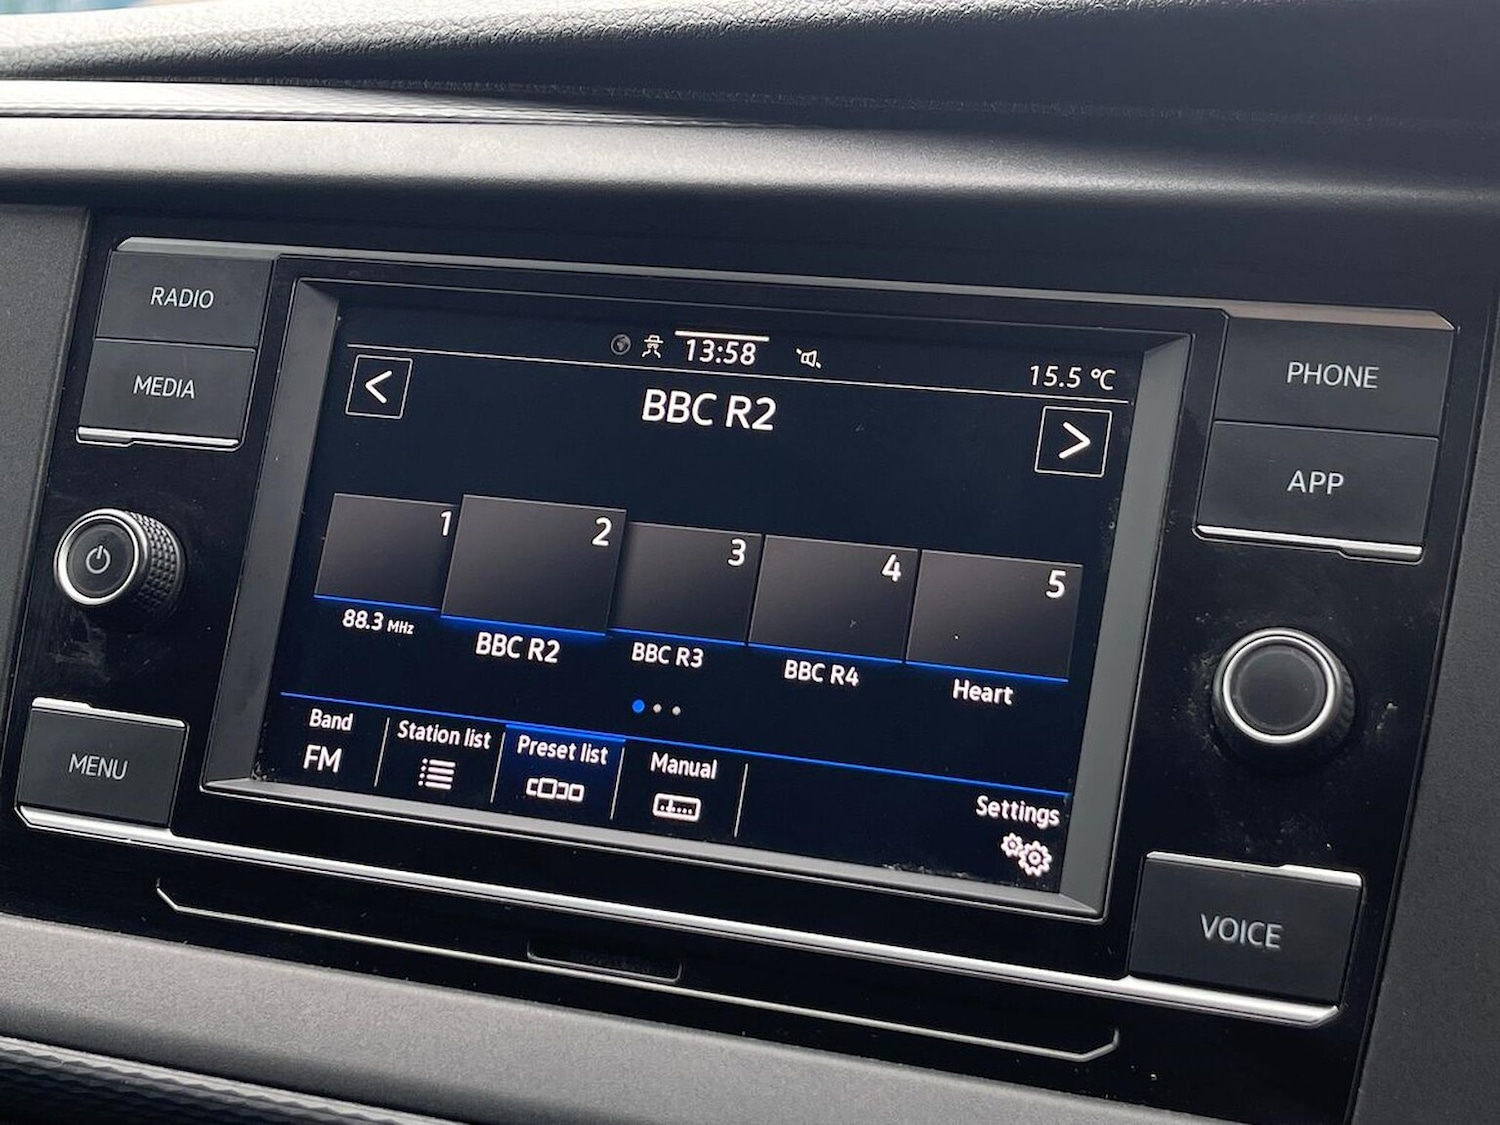 RADIO
MEDIA
MENU
13:58
15.5 °C
<
BBC R2
>
1
2
3
4
5
88.3 MHz
BBC R2
BBC R3
BBC R4
Heart
Band
FM
Station list
Preset list
Manual
Settings
PHONE
APP
VOICE